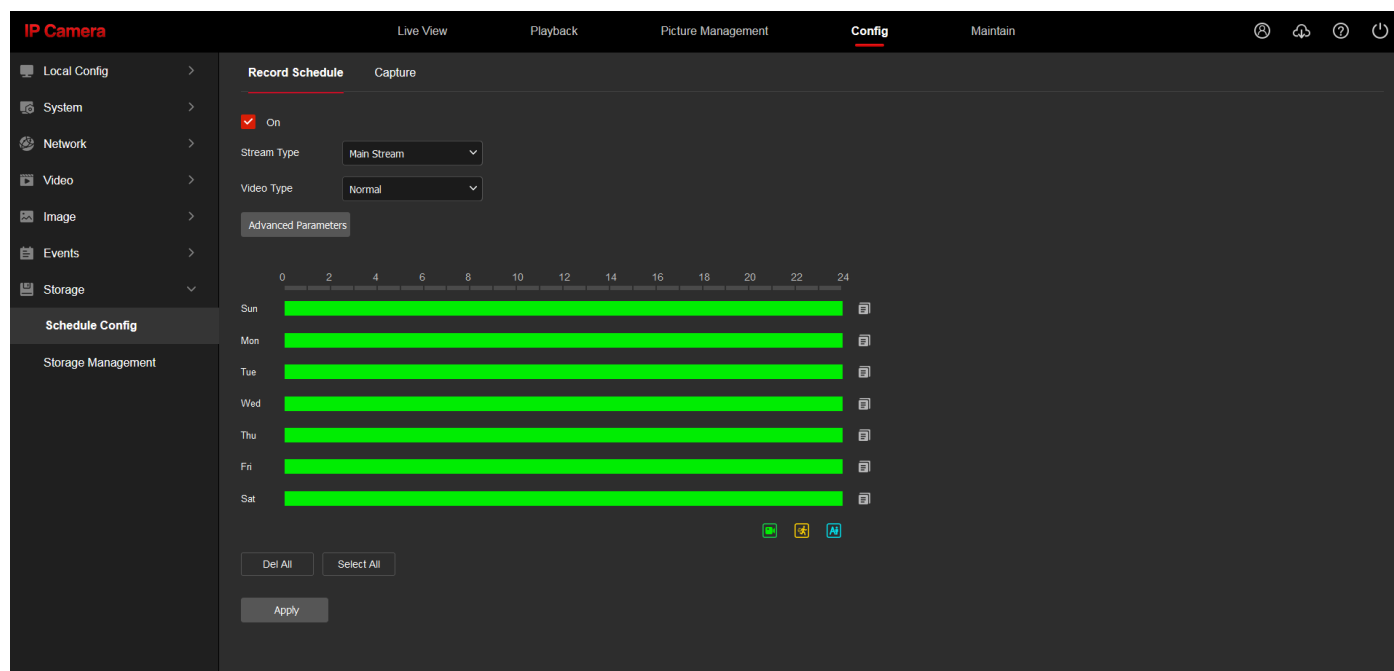 IP Camera
Live View
Playback
Picture Management
Config
Maintain
Local Config
System
Network
Video
Image
Events
Storage
Schedule Config
Storage Management
Record Schedule
Capture
On
Stream Type
Main Stream
Video Type
Normal
Advanced Parameters
0 2 4 6 8 10 12 14 16 18 20 22 24
Sun
Mon
Tue
Wed
Thu
Fri
Sat
Ai
Del All
Select All
Apply